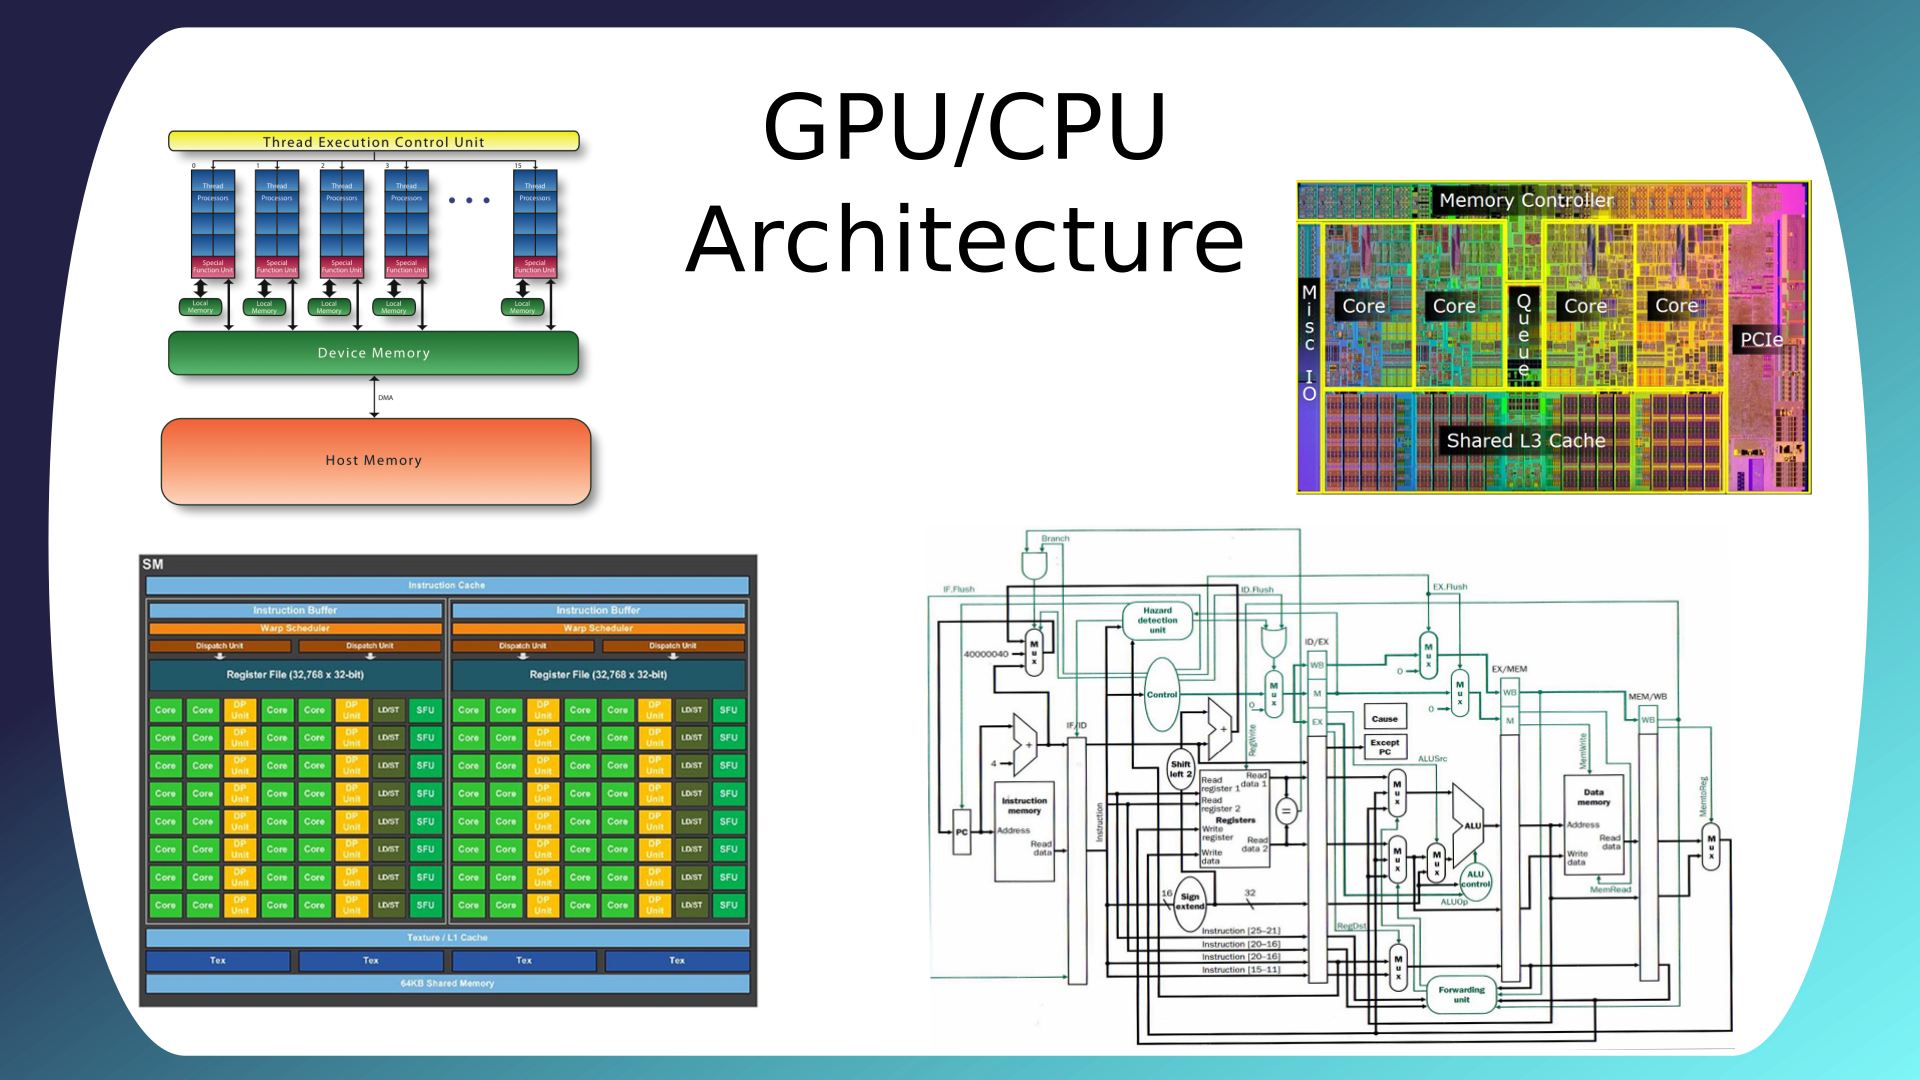 GPU/CPU
Architecture
Thread Execution Control Unit
0 1 2 3 15
Thread Thread Thread Thread Thread
Processors Processors Processors Processors Processors
Special Special Special Special Special
Function Unit Function Unit Function Unit Function Unit Function Unit
Local Local Local Local Local
Memory Memory Memory Memory Memory
Device Memory
DMA
Host Memory
Memory Controller
Misc IO
Core Core Queue Core Core
PCIe
Shared L3 Cache
SM
Instruction Cache
Instruction Buffer Instruction Buffer
Warp Scheduler Warp Scheduler
Dispatch Unit Dispatch Unit Dispatch Unit Dispatch Unit
Register File (32,768 x 32-bit) Register File (32,768 x 32-bit)
Core Core DP Unit Core Core DP Unit LD/ST SFU Core Core DP Unit Core Core DP Unit LD/ST SFU
Core Core DP Unit Core Core DP Unit LD/ST SFU Core Core DP Unit Core Core DP Unit LD/ST SFU
Core Core DP Unit Core Core DP Unit LD/ST SFU Core Core DP Unit Core Core DP Unit LD/ST SFU
Core Core DP Unit Core Core DP Unit LD/ST SFU Core Core DP Unit Core Core DP Unit LD/ST SFU
Core Core DP Unit Core Core DP Unit LD/ST SFU Core Core DP Unit Core Core DP Unit LD/ST SFU
Core Core DP Unit Core Core DP Unit LD/ST SFU Core Core DP Unit Core Core DP Unit LD/ST SFU
Core Core DP Unit Core Core DP Unit LD/ST SFU Core Core DP Unit Core Core DP Unit LD/ST SFU
Core Core DP Unit Core Core DP Unit LD/ST SFU Core Core DP Unit Core Core DP Unit LD/ST SFU
Texture / L1 Cache
Tex Tex Tex Tex
64KB Shared Memory
Branch
IF.Flush
ID.Flush
EX.Flush
Hazard
detection
unit
40000040
Mux
Control
Mux
0
ID/EX
WB
M
EX
Mux
0
Mux
0
EX/MEM
WB
M
MEM/WB
WB
Cause
Except
PC
IF/ID
4
+
+
Shift
left 2
RegWrite
ALUSrc
MemWrite
MemtoReg
PC
Instruction
memory
Address
Read
data
Instruction
Read
register 1
Read
data 1
Read
register 2
Registers
Write
register
Read
data 2
Write
data
=
Mux
Mux
Mux
ALU
ALU
control
ALUOp
Data
memory
Address
Read
data
Write
data
MemRead
Mux
16
Sign
extend
32
RegDst
Instruction [25–21]
Instruction [20–16]
Instruction [20–16]
Instruction [15–11]
Mux
Forwarding
unit